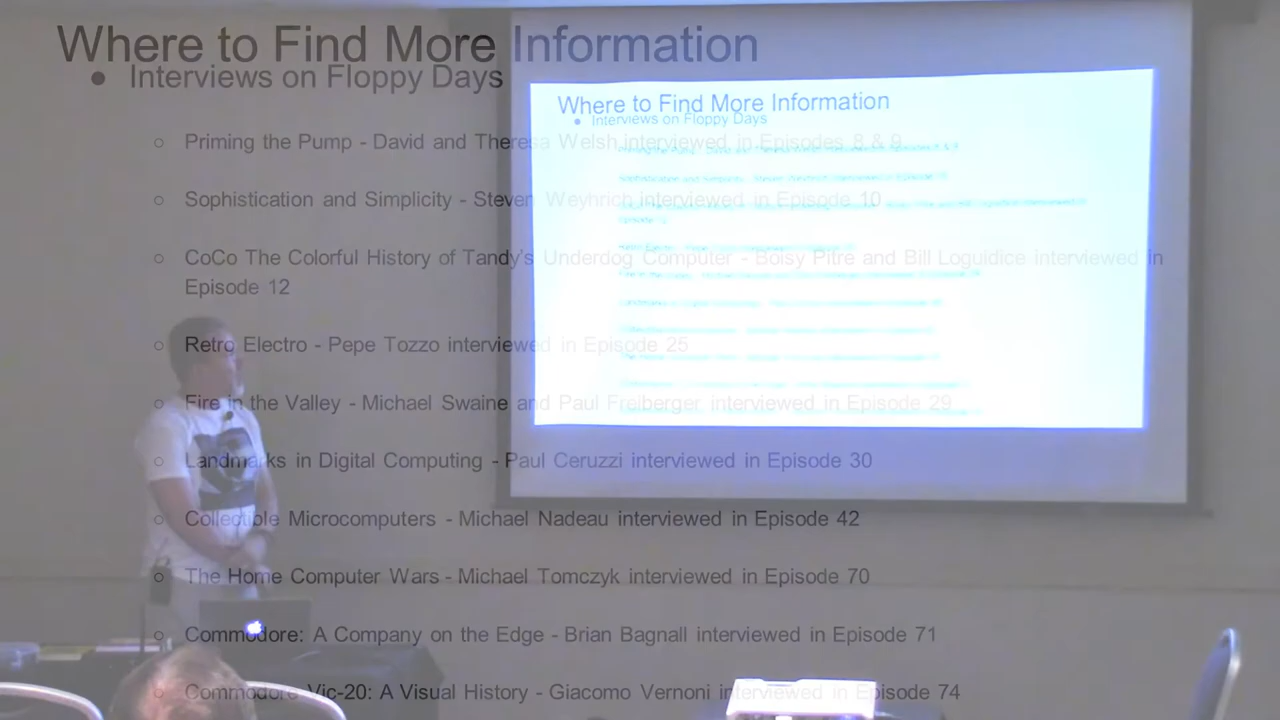 Where to Find More Information
● Interviews on Floppy Days
○ Priming the Pump - David and Theresa Welsh interviewed in Episodes 8 & 9
○ Sophistication and Simplicity - Steven Weyhrich interviewed in Episode 10
○ CoCo The Colorful History of Tandy's Underdog Computer - Boisy Pitre and Bill Loguidice interviewed in
Episode 12
○ Retro Electro - Pepe Tozzo interviewed in Episode 25
○ Fire in the Valley - Michael Swaine and Paul Freiberger interviewed in Episode 29
○ Landmarks in Digital Computing - Paul Ceruzzi interviewed in Episode 30
○ Collectible Microcomputers - Michael Nadeau interviewed in Episode 42
○ The Home Computer Wars - Michael Tomczyk interviewed in Episode 70
○ Commodore: A Company on the Edge - Brian Bagnall interviewed in Episode 71
○ Commodore Vic-20: A Visual History - Giacomo Vernoni interviewed in Episode 74
Where to Find More Information
● Interviews on Floppy Days